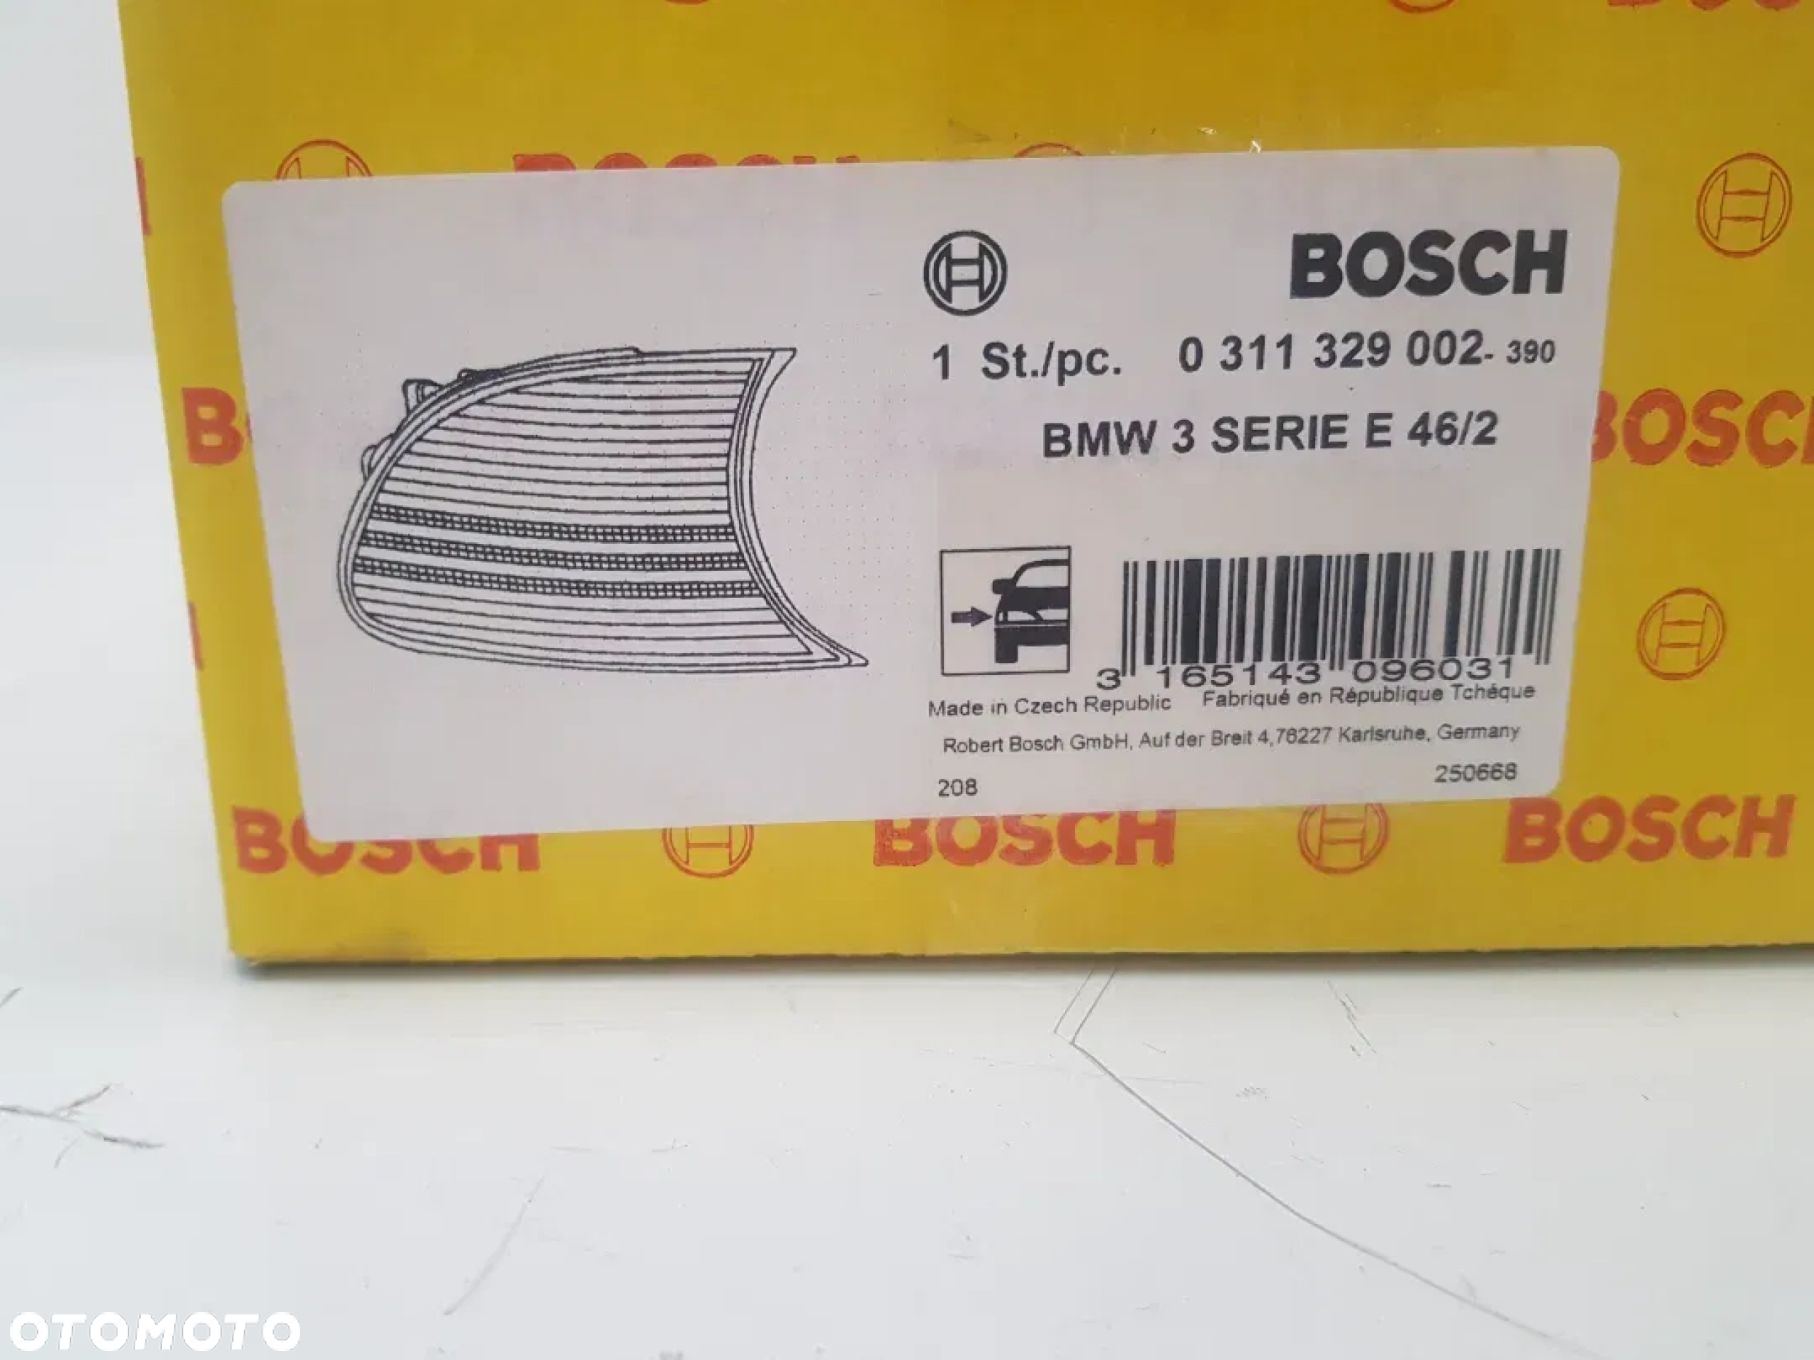 BOSCH
1 St./pc. 0 311 329 002- 390
BMW 3 SERIE E 46/2
3 165143 096031
Made in Czech Republic Fabriqué en République Tchéque
Robert Bosch GmbH, Auf der Breit 4,76227 Karlsruhe, Germany
208 250668
BOSCH
BOSCH BOSCH BOSCH
OTOMOTO